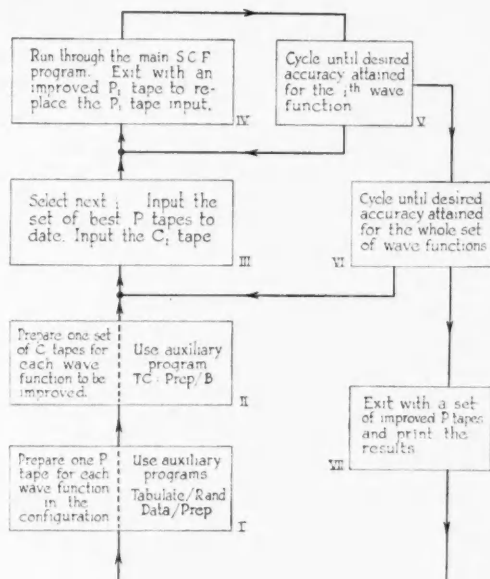 Run through the main SCF
program. Exit with an
improved Pi tape to re-
place the Pi tape input.
IV
Cycle until desired
accuracy attained
for the ith wave
function
V
Select next i Input the
set of best P tapes to
date. Input the Ci tape
III
Cycle until desired
accuracy attained
for the whole set
of wave functions
VI
Prepare one set
of C tapes for
each wave
function to be
improved.
Use auxiliary
program
TC·Prep/B
II
Exit with a set
of improved P tapes
and print the
results
VII
Prepare one P
tape for each
wave function
in the
configuration
Use auxiliary
programs
Tabulate/Rand
Data/Prep
I